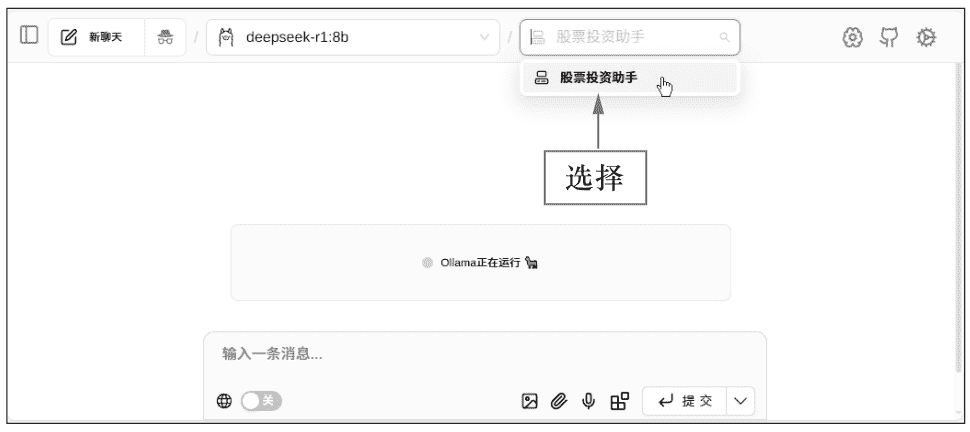 新聊天 / deepseek-r1:8b / 股票投资助手
股票投资助手
选择
Ollama正在运行
输入一条消息...
关 提交